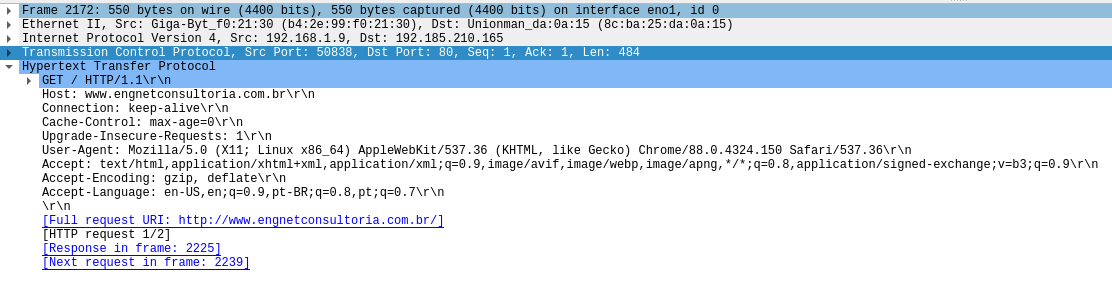 Frame 2172: 550 bytes on wire (4400 bits), 550 bytes captured (4400 bits) on interface eno1, id 0
Ethernet II, Src: Giga-Byt_f0:21:30 (b4:2e:99:f0:21:30), Dst: Unionman_da:0a:15 (8c:ba:25:da:0a:15)
Internet Protocol Version 4, Src: 192.168.1.9, Dst: 192.185.210.165
Transmission Control Protocol, Src Port: 50838, Dst Port: 80, Seq: 1, Ack: 1, Len: 484
Hypertext Transfer Protocol
GET / HTTP/1.1\r\n
Host: www.engnetconsultoria.com.br\r\n
Connection: keep-alive\r\n
Cache-Control: max-age=0\r\n
Upgrade-Insecure-Requests: 1\r\n
User-Agent: Mozilla/5.0 (X11; Linux x86_64) AppleWebKit/537.36 (KHTML, like Gecko) Chrome/88.0.4324.150 Safari/537.36\r\n
Accept: text/html,application/xhtml+xml,application/xml;q=0.9,image/avif,image/webp,image/apng,*/*;q=0.8,application/signed-exchange;v=b3;q=0.9\r\n
Accept-Encoding: gzip, deflate\r\n
Accept-Language: en-US,en;q=0.9,pt-BR;q=0.8,pt;q=0.7\r\n
\r\n
[Full request URI: http://www.engnetconsultoria.com.br/]
[HTTP request 1/2]
[Response in frame: 2225]
[Next request in frame: 2239]